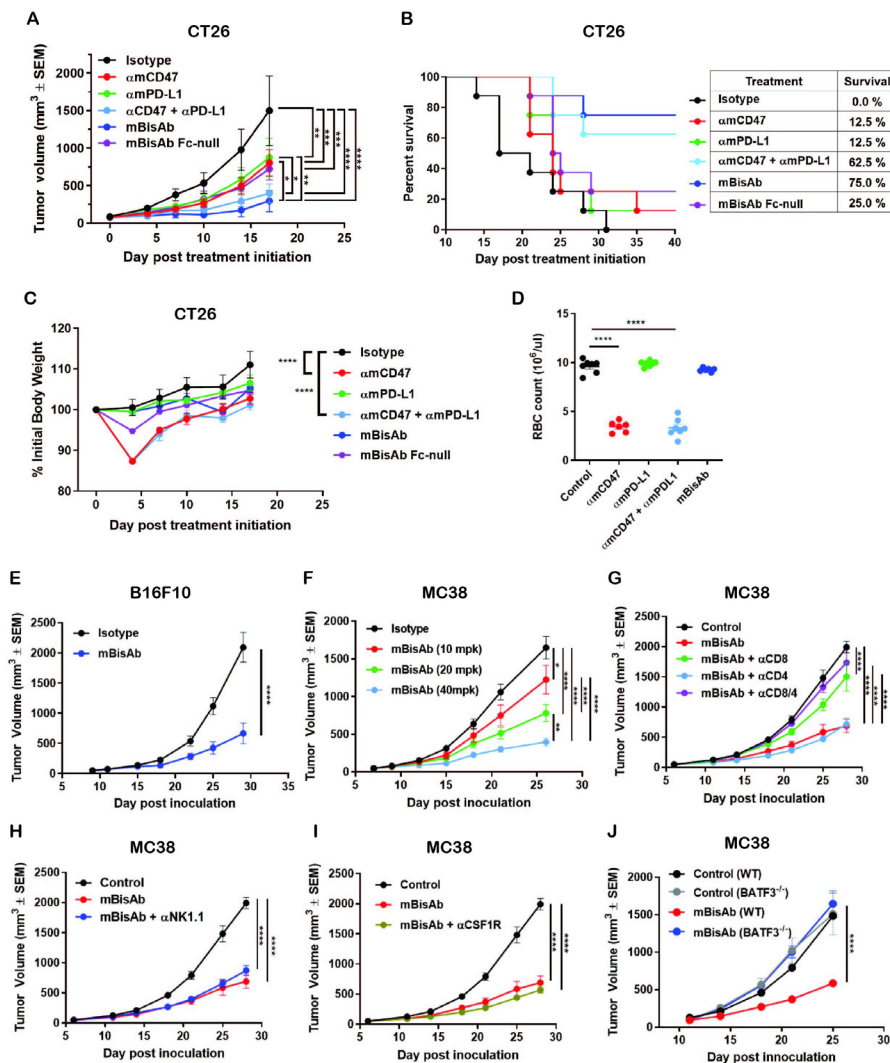 A
CT26
Tumor volume (mm³ ± SEM)
2000
1500
1000
500
250
0
0 5 10 15 20 25
Day post treatment initiation
Isotype
αmCD47
αmPD-L1
αCD47 + αPD-L1
mBisAb
mBisAb Fc-null
** *** *** **** ****
* * **
B
CT26
Percent survival
100
80
60
40
20
0
10 15 20 25 30 35 40
Day post treatment initiation
Treatment Survival
Isotype 0.0 %
αmCD47 12.5 %
αmPD-L1 12.5 %
αmCD47 + αmPD-L1 62.5 %
mBisAb 75.0 %
mBisAb Fc-null 25.0 %
C
CT26
% Initial Body Weight
120
110
100
90
80
0 5 10 15 20 25
Day post treatment initiation
Isotype
αmCD47
αmPD-L1
αmCD47 + αmPD-L1
mBisAb
mBisAb Fc-null
****
****
D
RBC count (10⁶/ul)
15
10
5
0
****
****
Control
αmCD47
αmPD-L1
αmCD47 + αmPDL1
mBisAb
E
B16F10
Tumor Volume (mm³ ± SEM)
2500
2000
1500
1000
500
0
5 10 15 20 25 30 35
Day post inoculation
Isotype
mBisAb
****
F
MC38
Tumor Volume (mm³ ± SEM)
2000
1500
1000
500
0
5 10 15 20 25 30
Day post inoculation
Isotype
mBisAb (10 mpk)
mBisAb (20 mpk)
mBisAb (40mpk)
* **** **** **** ****
**
G
MC38
Tumor Volume (mm³ ± SEM)
2500
2000
1500
1000
500
0
5 10 15 20 25 30
Day post inoculation
Control
mBisAb
mBisAb + αCD8
mBisAb + αCD4
mBisAb + αCD8/4
**** **** **** ****
H
MC38
Tumor Volume (mm³ ± SEM)
2500
2000
1500
1000
500
0
5 10 15 20 25 30
Day post inoculation
Control
mBisAb
mBisAb + αNK1.1
**** ****
I
MC38
Tumor Volume (mm³ ± SEM)
2500
2000
1500
1000
500
0
5 10 15 20 25 30
Day post inoculation
Control
mBisAb
mBisAb + αCSF1R
**** ****
J
MC38
Tumor Volume (mm³ ± SEM)
2000
1500
1000
500
0
10 15 20 25 30
Day post innoculation
Control (WT)
Control (BATF3⁻/⁻)
mBisAb (WT)
mBisAb (BATF3⁻/⁻)
****